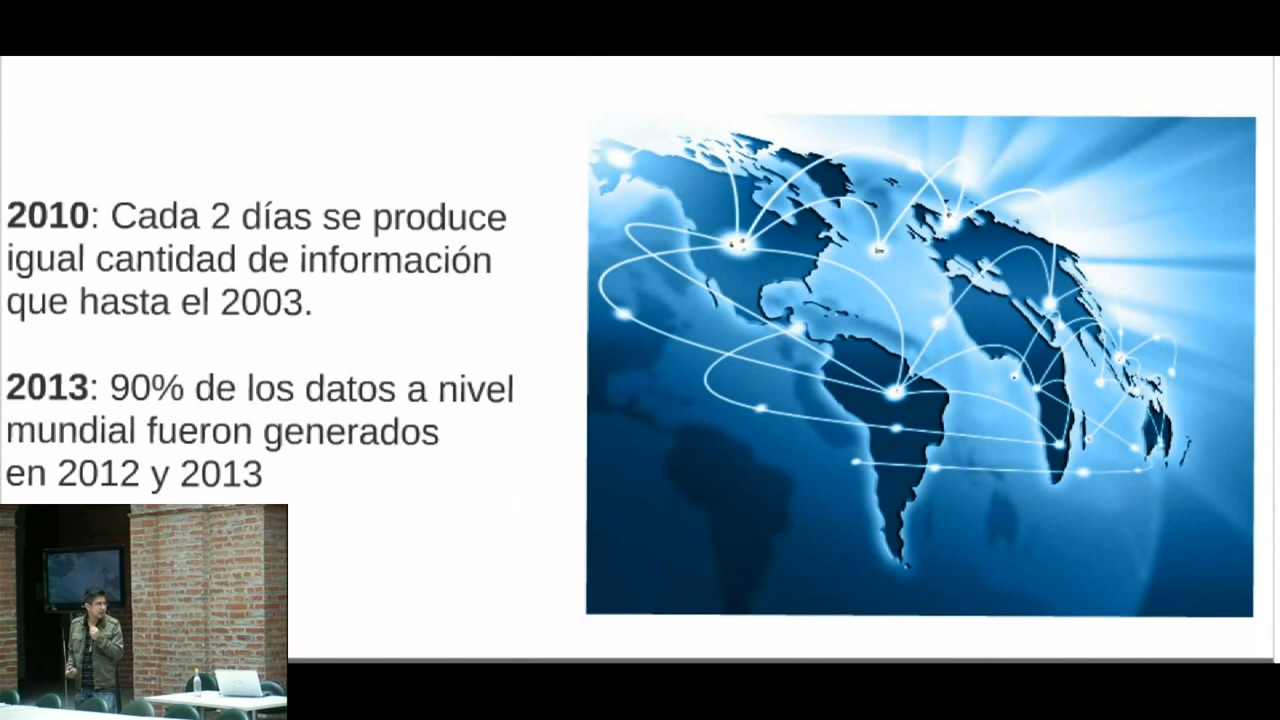 2010: Cada 2 días se produce
igual cantidad de información
que hasta el 2003.
2013: 90% de los datos a nivel
mundial fueron generados
en 2012 y 2013